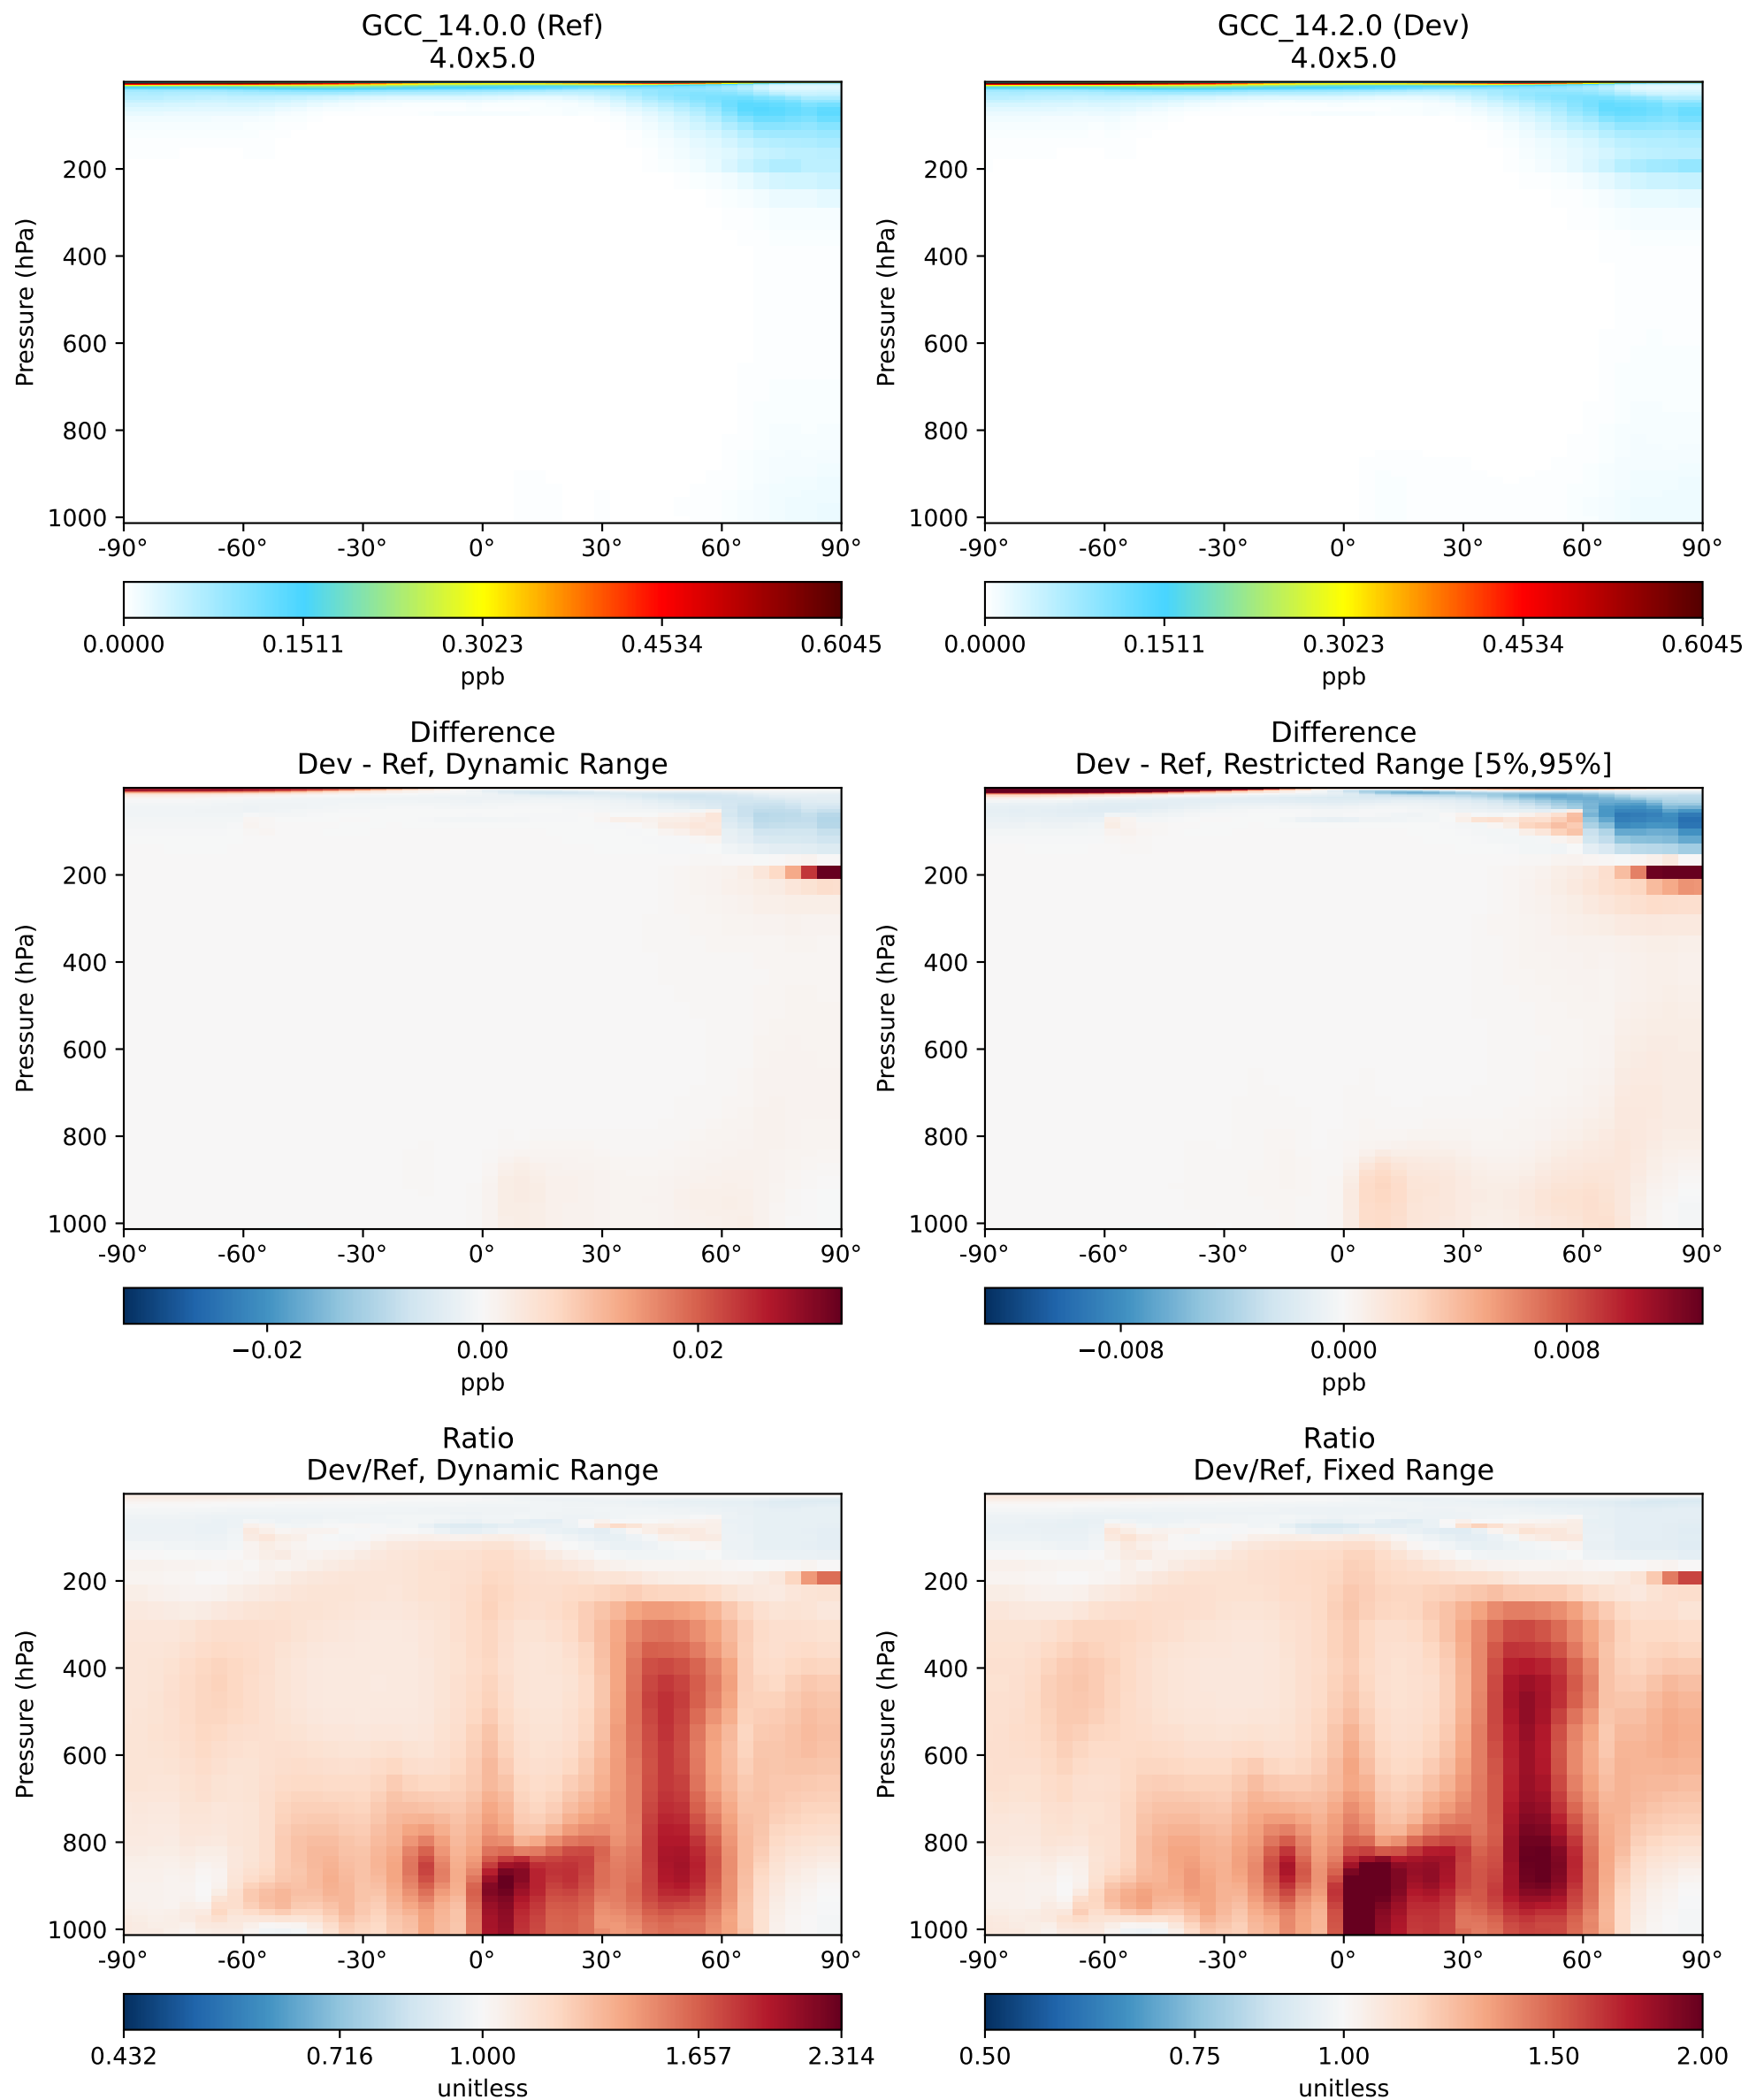 GCC_14.0.0 (Ref)
4.0x5.0
Pressure (hPa)
200
400
600
800
1000
-90° -60° -30° 0° 30° 60° 90°
0.0000 0.1511 0.3023 0.4534 0.6045
ppb
GCC_14.2.0 (Dev)
4.0x5.0
Pressure (hPa)
200
400
600
800
1000
-90° -60° -30° 0° 30° 60° 90°
0.0000 0.1511 0.3023 0.4534 0.6045
ppb
Difference
Dev - Ref, Dynamic Range
Pressure (hPa)
200
400
600
800
1000
-90° -60° -30° 0° 30° 60° 90°
−0.02 0.00 0.02
ppb
Difference
Dev - Ref, Restricted Range [5%,95%]
Pressure (hPa)
200
400
600
800
1000
-90° -60° -30° 0° 30° 60° 90°
−0.008 0.000 0.008
ppb
Ratio
Dev/Ref, Dynamic Range
Pressure (hPa)
200
400
600
800
1000
-90° -60° -30° 0° 30° 60° 90°
0.432 0.716 1.000 1.657 2.314
unitless
Ratio
Dev/Ref, Fixed Range
Pressure (hPa)
200
400
600
800
1000
-90° -60° -30° 0° 30° 60° 90°
0.50 0.75 1.00 1.50 2.00
unitless